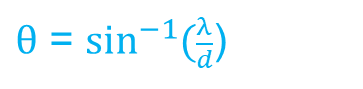 θ = sin⁻¹(λ/d)